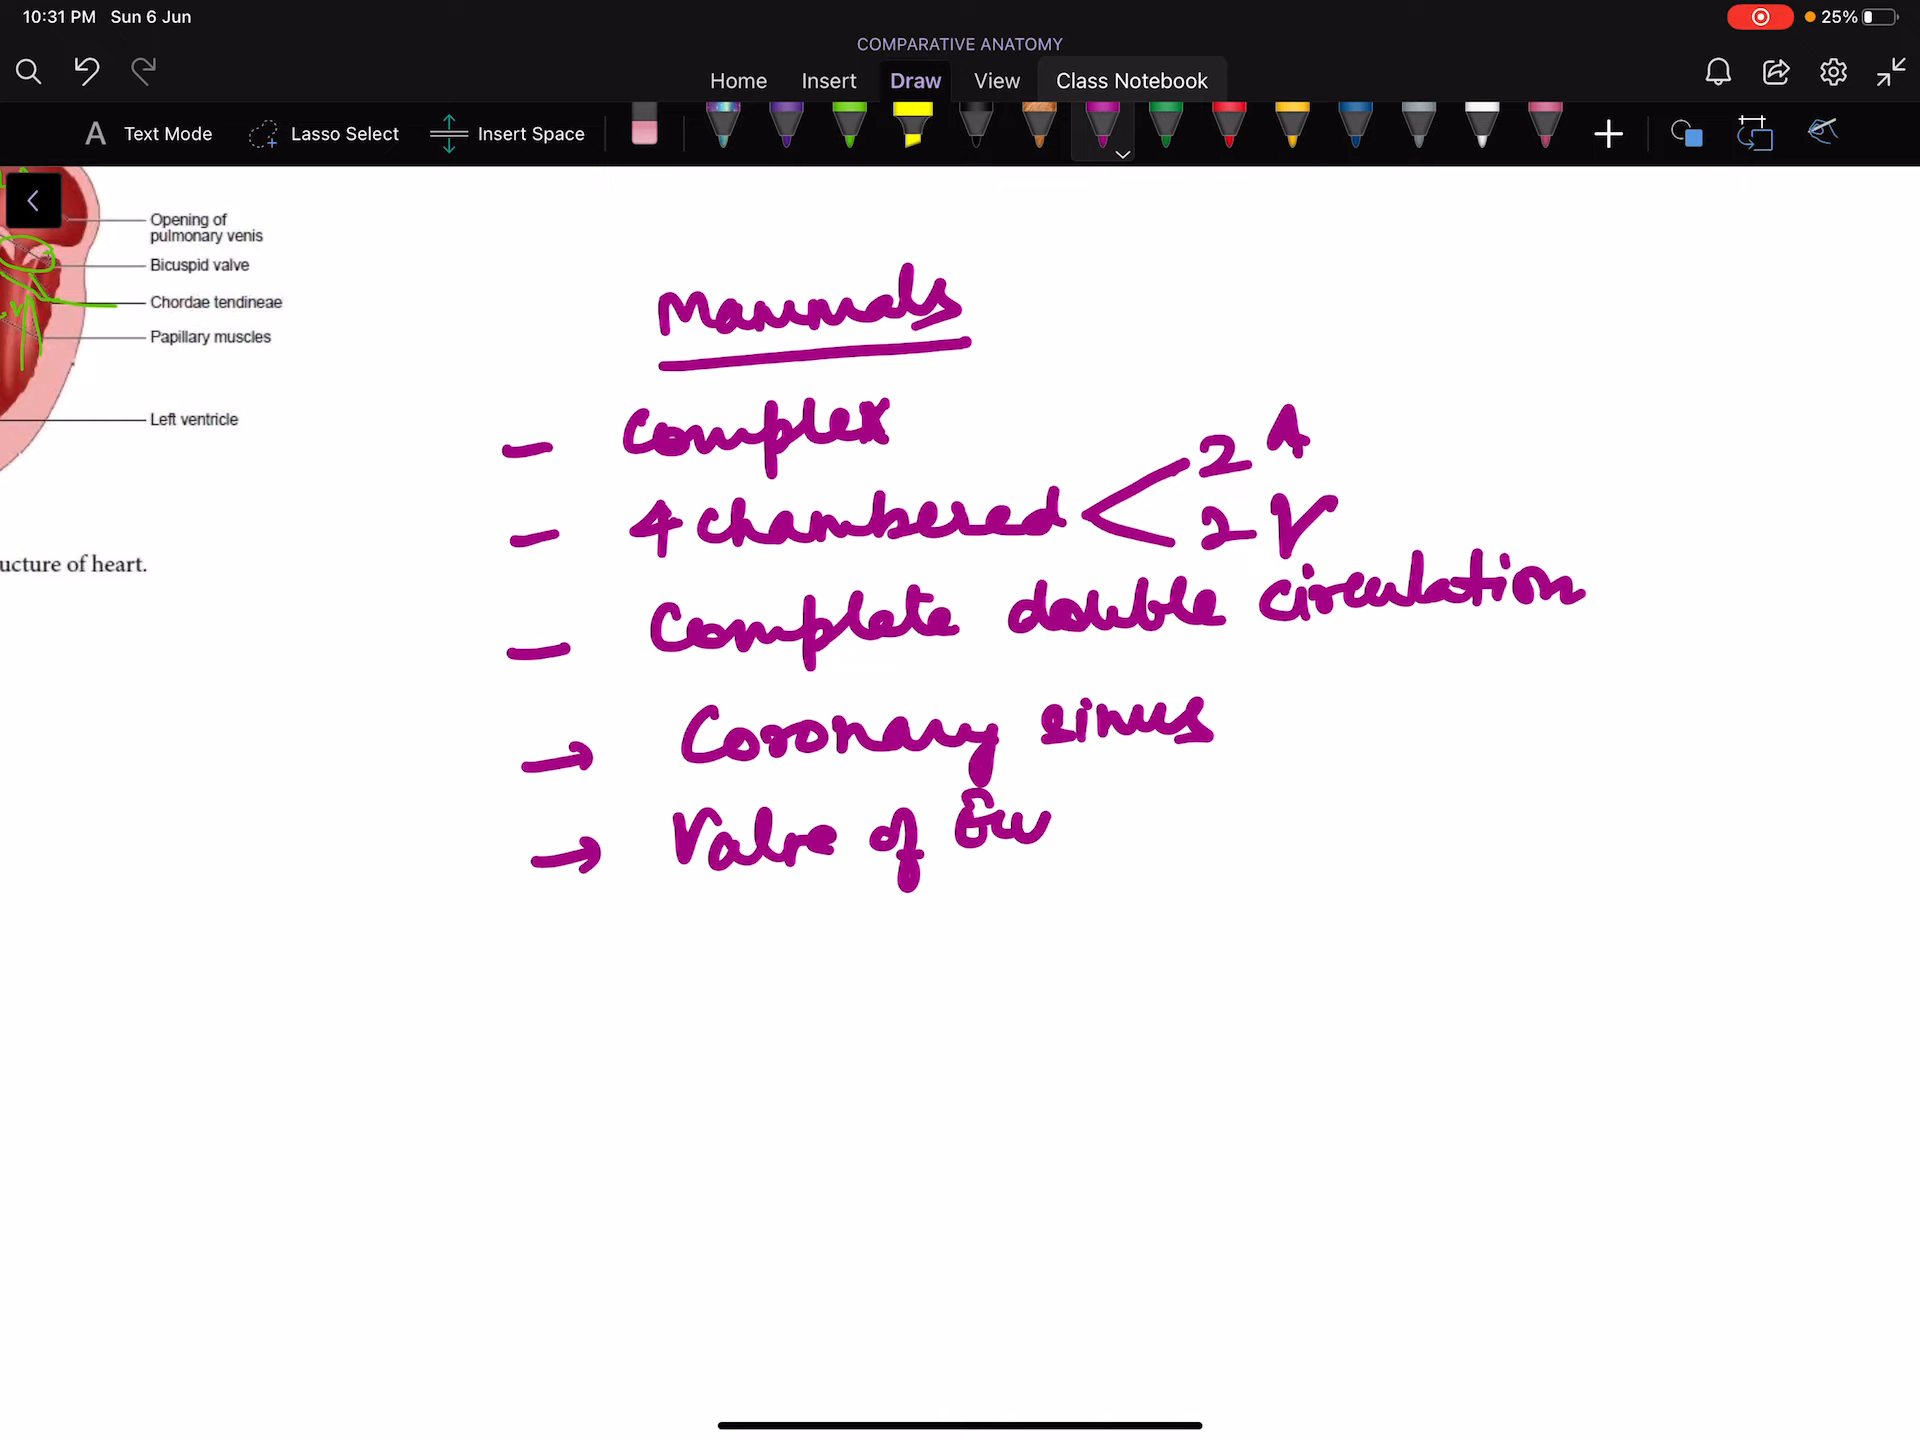 10:31 PM Sun 6 Jun
25%
COMPARATIVE ANATOMY
Home Insert Draw View Class Notebook
A Text Mode Lasso Select Insert Space
Opening of
pulmonary venis
Bicuspid valve
Chordae tendineae
Papillary muscles
Left ventricle
ucture of heart.
Mammals
- Complex
- 4 chambered < 2 A
2 V
- Complete double circulation
→ Coronary sinus
→ Valve of